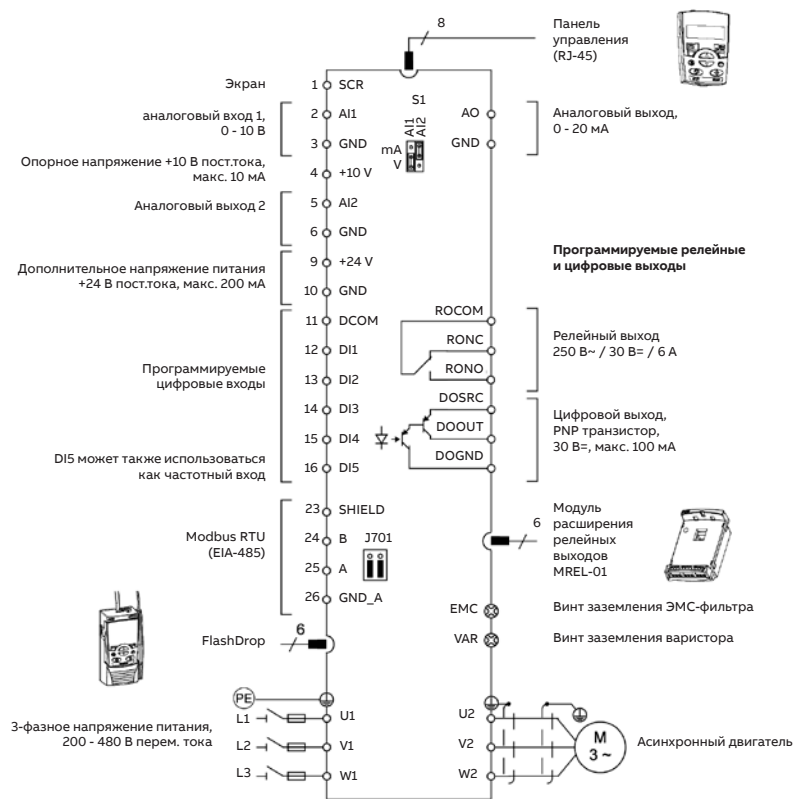 8
Панель
управления
(RJ-45)
Экран
1 SCR
аналоговый вход 1,
0 - 10 В
2 AI1
3 GND
S1
AI1
AI2
mA
V
AO
GND
Аналоговый выход,
0 - 20 мА
Опорное напряжение +10 В пост.тока,
макс. 10 мА
4 +10 V
Аналоговый выход 2
5 AI2
6 GND
Дополнительное напряжение питания
+24 В пост.тока, макс. 200 мА
9 +24 V
10 GND
Программируемые релейные
и цифровые выходы
Программируемые
цифровые входы
11 DCOM
12 DI1
13 DI2
14 DI3
15 DI4
16 DI5
DI5 может также использоваться
как частотный вход
ROCOM
RONC
RONO
Релейный выход
250 В~ / 30 В= / 6 А
DOSRC
DOOUT
DOGND
Цифровой выход,
PNP транзистор,
30 В=, макс. 100 мА
Modbus RTU
(EIA-485)
23 SHIELD
24 B
25 A
26 GND_A
J701
6
Модуль
расширения
релейных
выходов
MREL-01
EMC
Винт заземления ЭМС-фильтра
VAR
Винт заземления варистора
FlashDrop
6
PE
3-фазное напряжение питания,
200 - 480 В перем. тока
L1 U1
L2 V1
L3 W1
U2
V2
W2
M
3 ~
Асинхронный двигатель